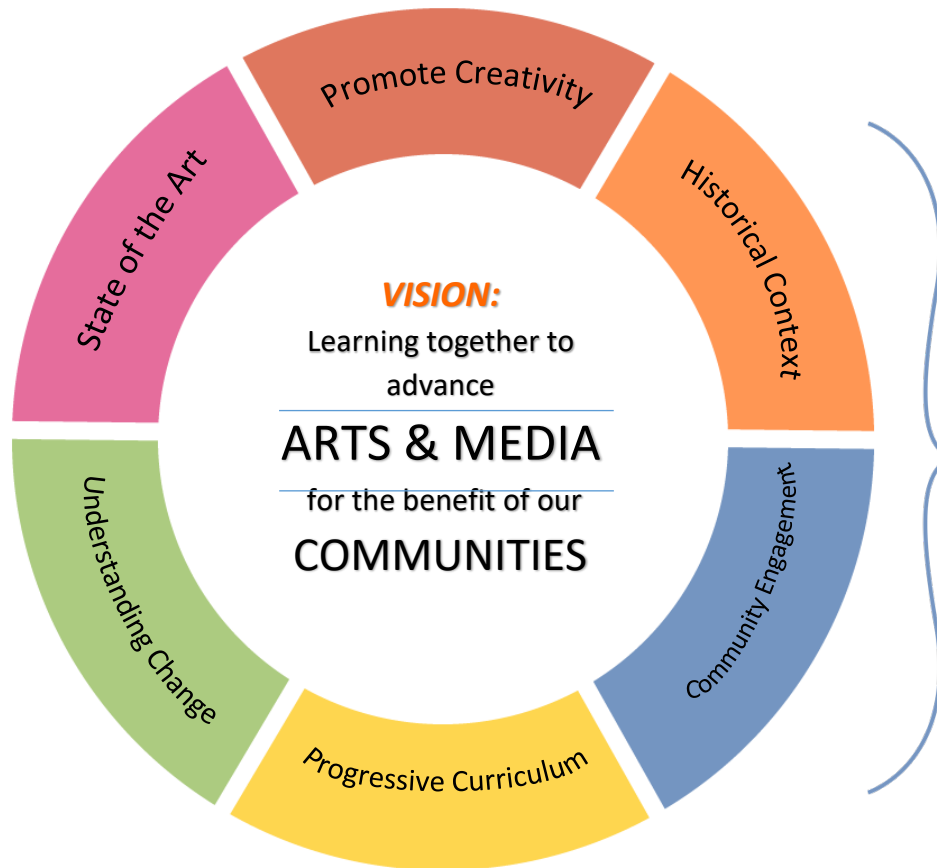 Promote Creativity
Historical Context
Community Engagement
Progressive Curriculum
Understanding Change
State of the Art
VISION:
Learning together to
advance
ARTS & MEDIA
for the benefit of our
COMMUNITIES